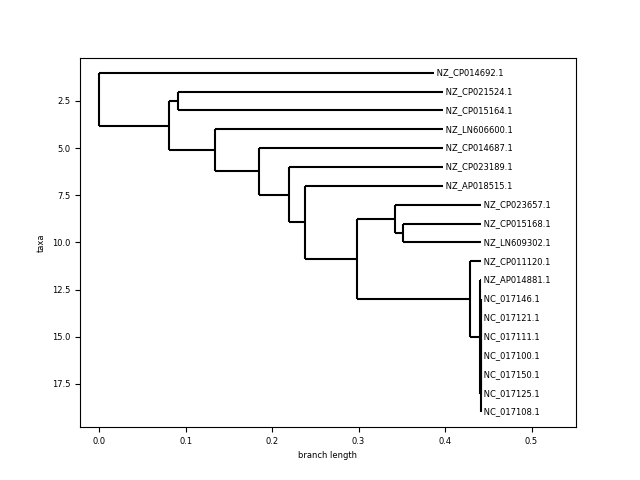 NZ_CP014692.1
NZ_CP021524.1
2.5
NZ_CP015164.1
NZ_LN606600.1
5.0
NZ_CP014687.1
NZ_CP023189.1
NZ_AP018515.1
7.5
NZ_CP023657.1
NZ_CP015168.1
taxa
10.0
NZ_LN609302.1
NZ_CP011120.1
NZ_AP014881.1
12.5
NC_017146.1
NC_017121.1
15.0
NC_017111.1
NC_017100.1
NC_017150.1
17.5
NC_017125.1
NC_017108.1
0.0 0.1 0.2 0.3 0.4 0.5
branch length